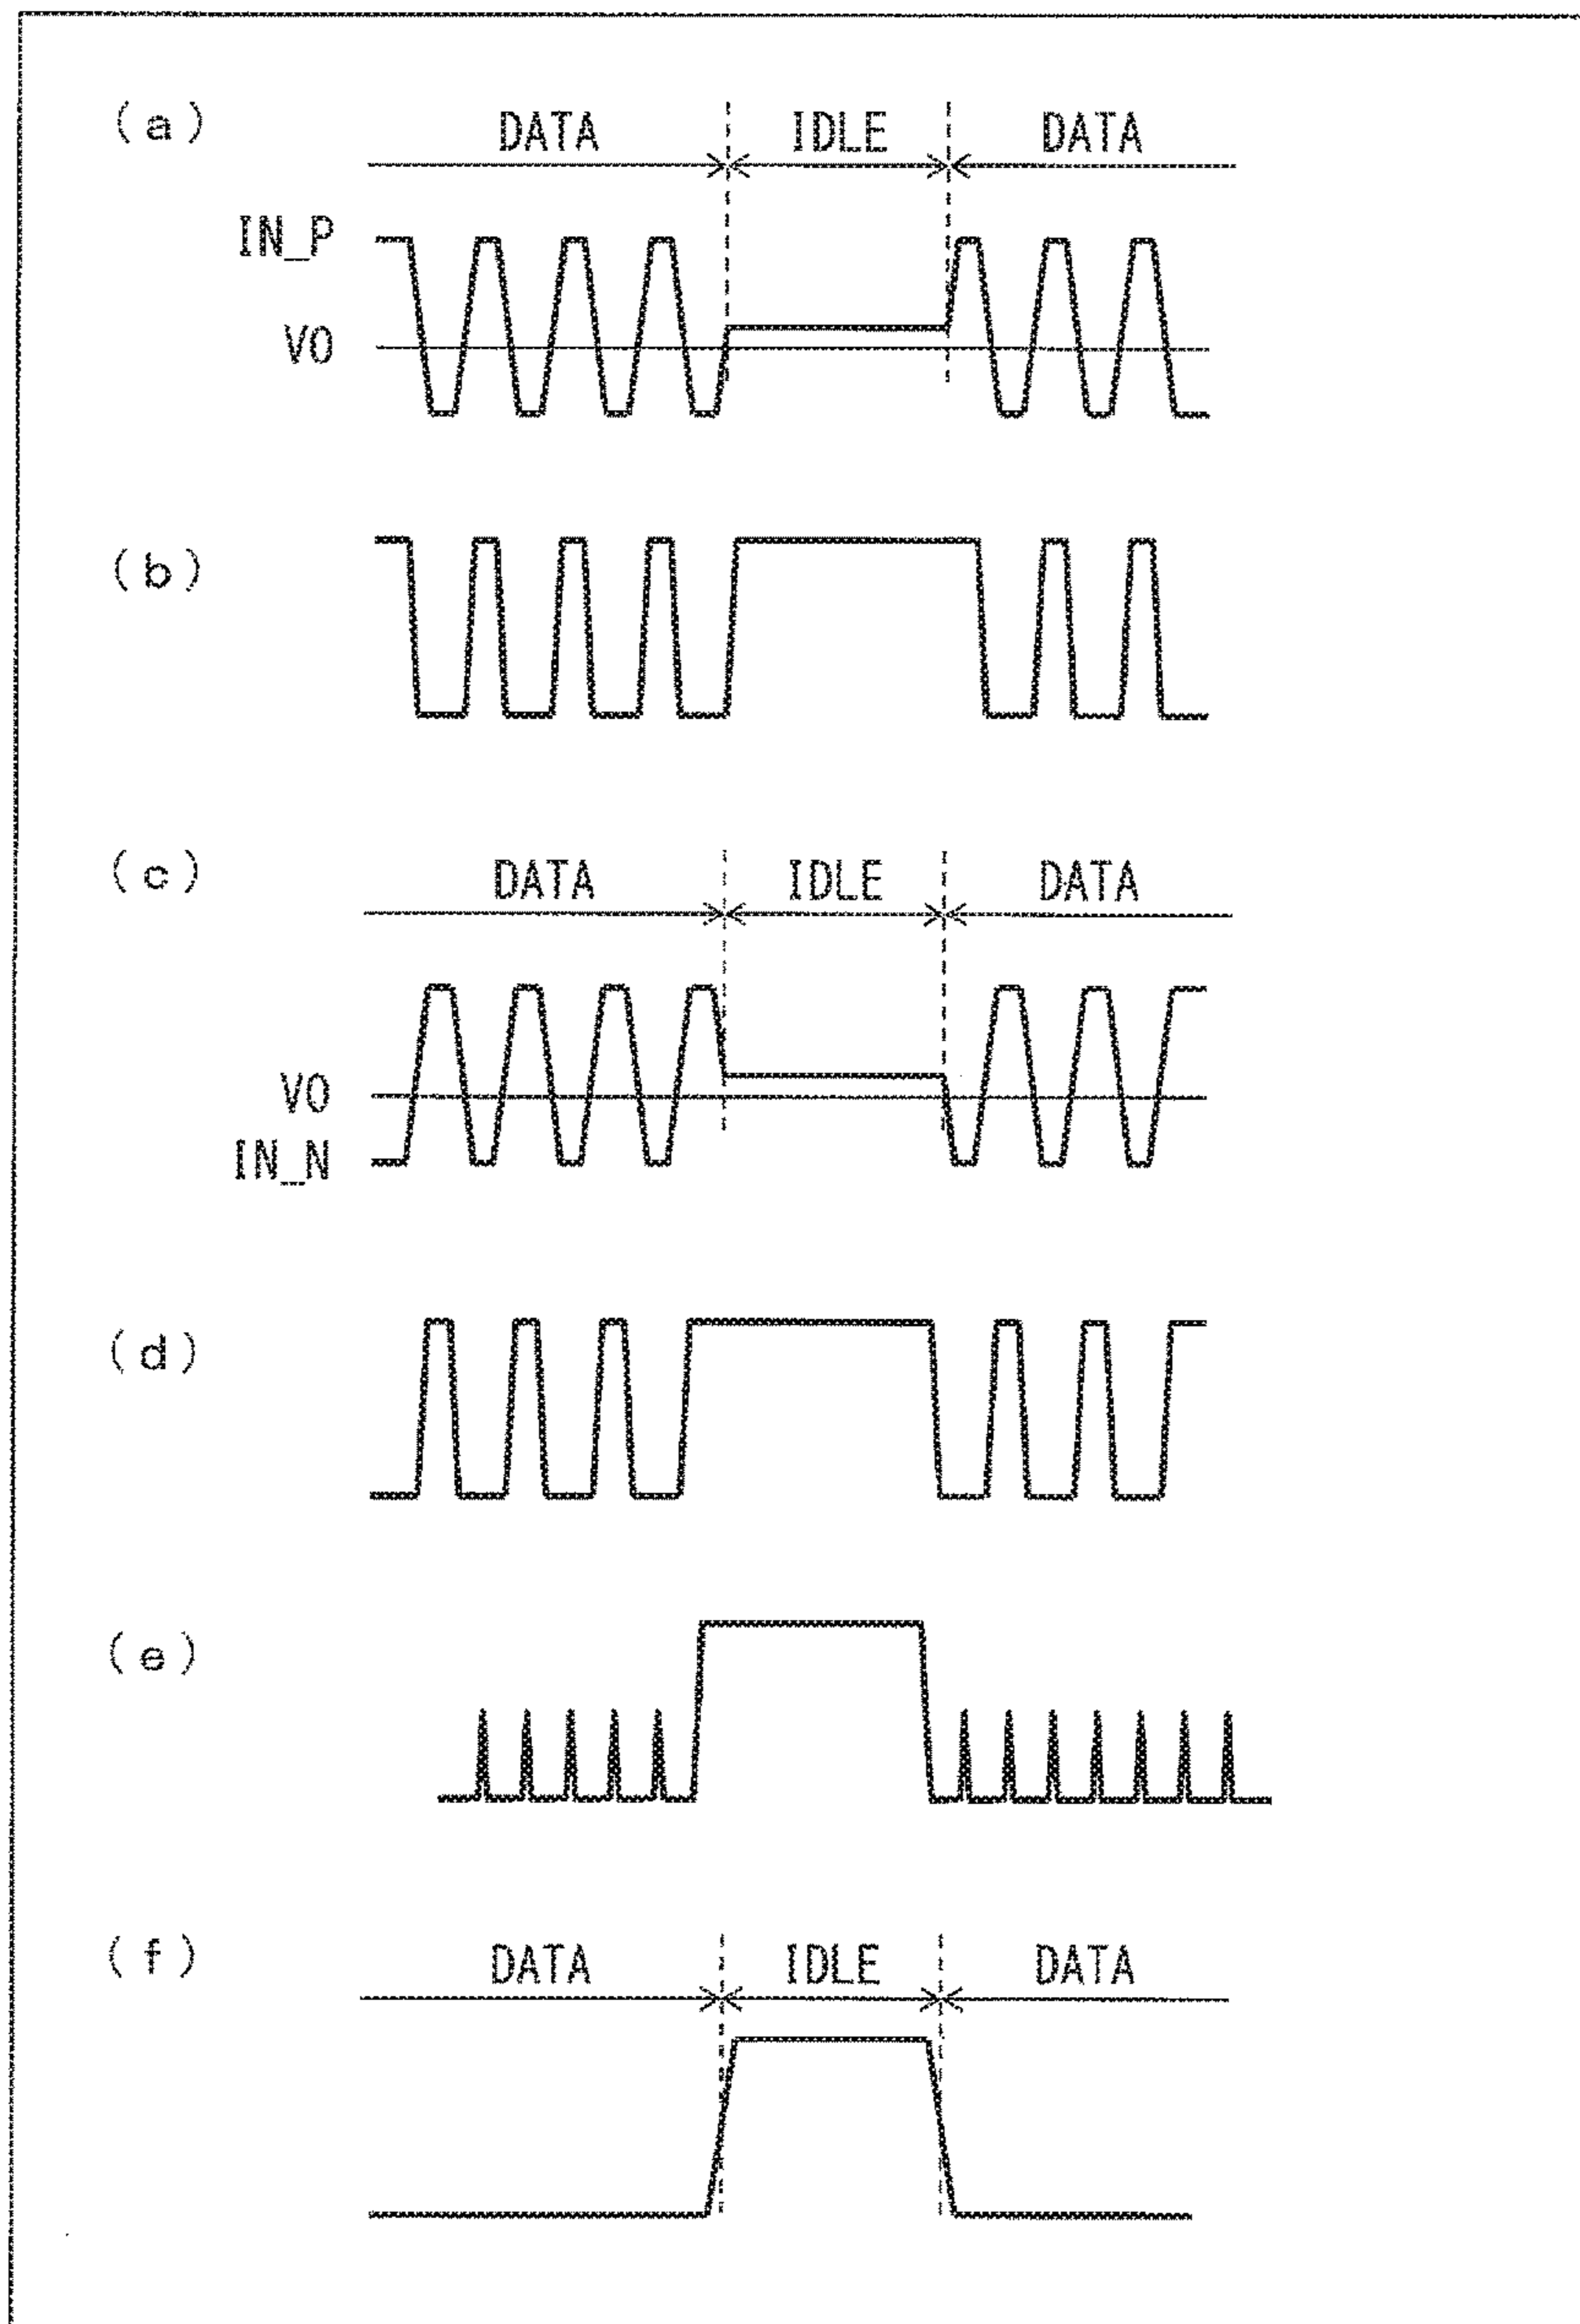 (a)
DATA IDLE DATA
IN_P
V0
(b)
(c)
DATA IDLE DATA
V0
IN_N
(d)
(e)
(f)
DATA IDLE DATA